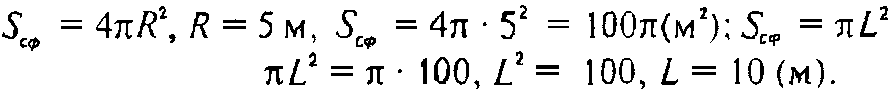 S_сф = 4πR², R = 5 м, S_сф = 4π · 5² = 100π(м²); S_сф = πL²
πL² = π · 100, L² = 100, L = 10 (м).